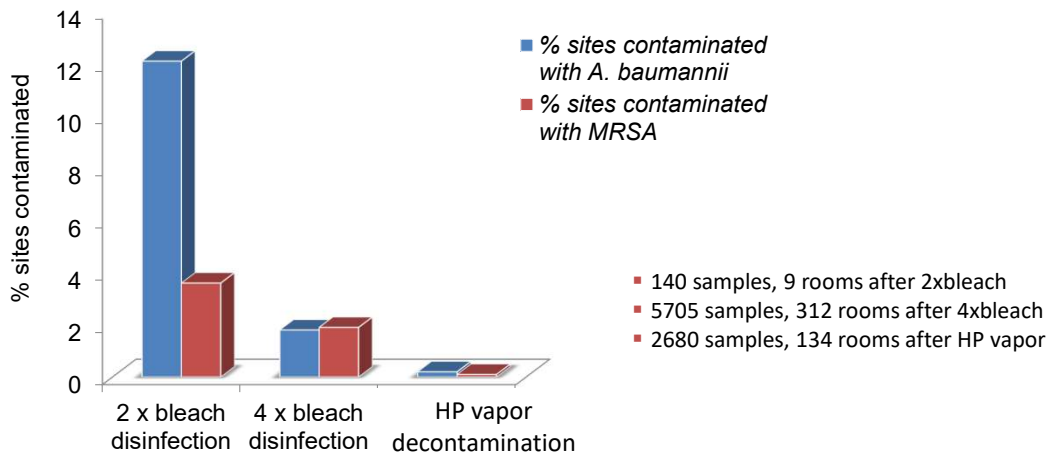 14
12
10
8
6
4
2
0
% sites contaminated
% sites contaminated
with A. baumannii
% sites contaminated
with MRSA
140 samples, 9 rooms after 2xbleach
5705 samples, 312 rooms after 4xbleach
2680 samples, 134 rooms after HP vapor
2 x bleach
disinfection
4 x bleach
disinfection
HP vapor
decontamination